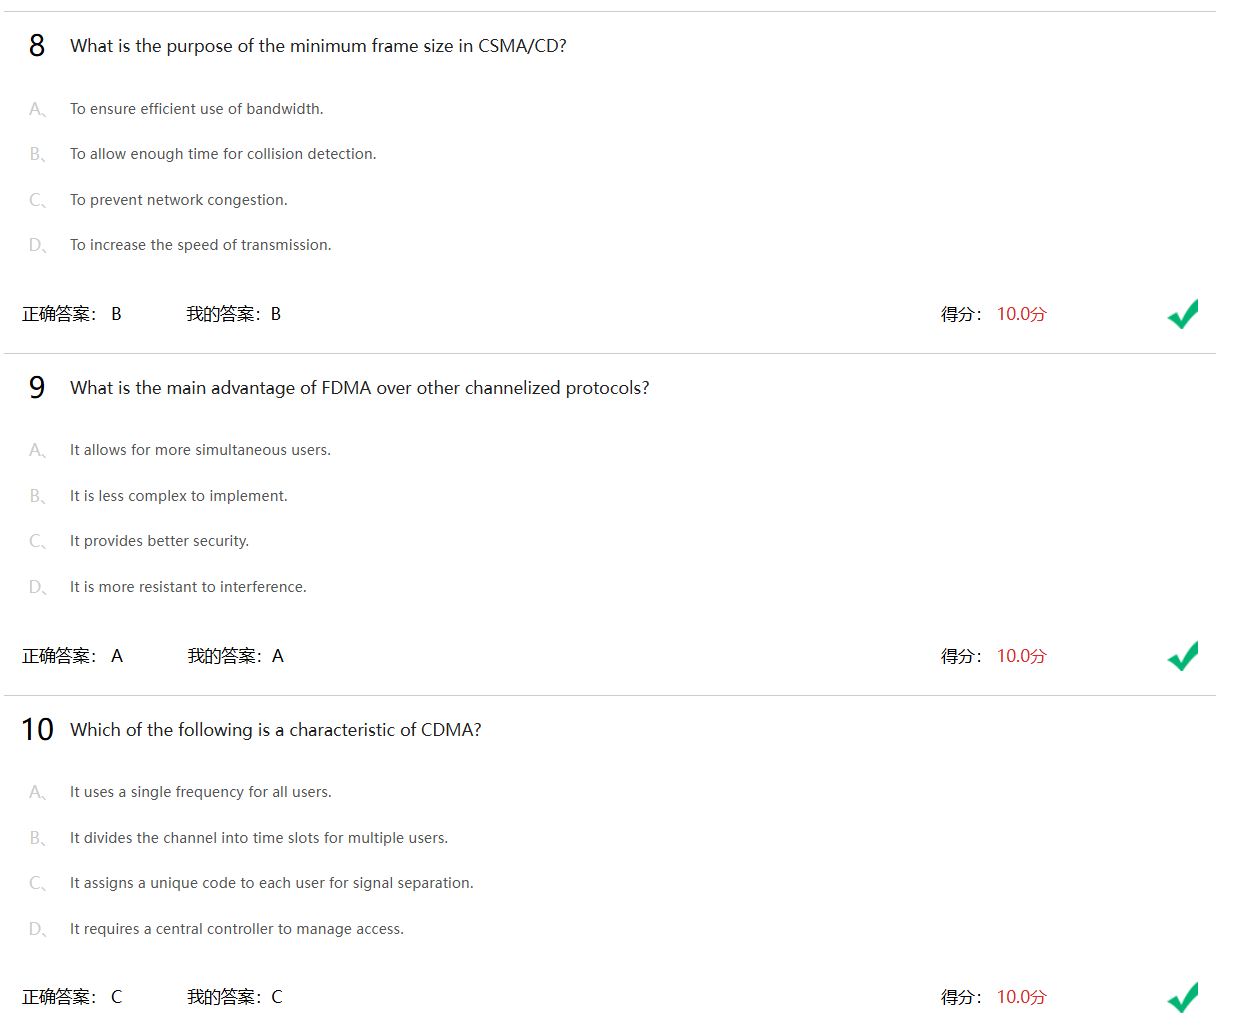 8 What is the purpose of the minimum frame size in CSMA/CD?
A、 To ensure efficient use of bandwidth.
B、 To allow enough time for collision detection.
C、 To prevent network congestion.
D、 To increase the speed of transmission.
正确答案： B 我的答案：B 得分： 10.0分
9 What is the main advantage of FDMA over other channelized protocols?
A、 It allows for more simultaneous users.
B、 It is less complex to implement.
C、 It provides better security.
D、 It is more resistant to interference.
正确答案： A 我的答案：A 得分： 10.0分
10 Which of the following is a characteristic of CDMA?
A、 It uses a single frequency for all users.
B、 It divides the channel into time slots for multiple users.
C、 It assigns a unique code to each user for signal separation.
D、 It requires a central controller to manage access.
正确答案： C 我的答案：C 得分： 10.0分